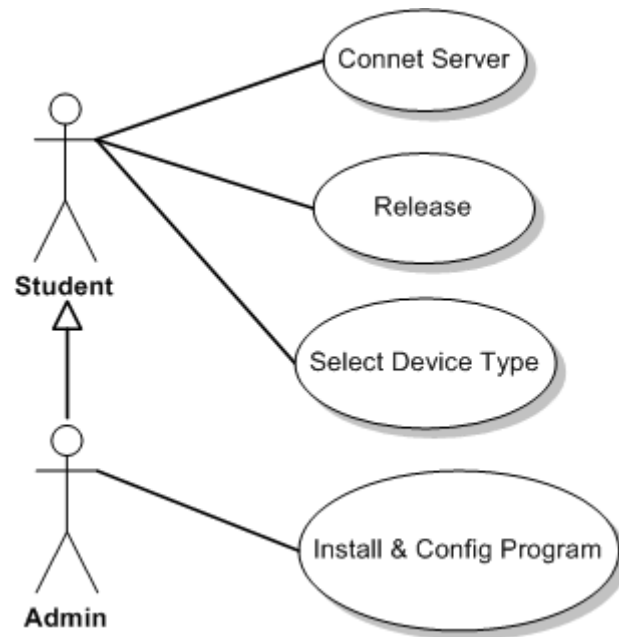 Connet Server
Release
Student
Select Device Type
Install & Config Program
Admin